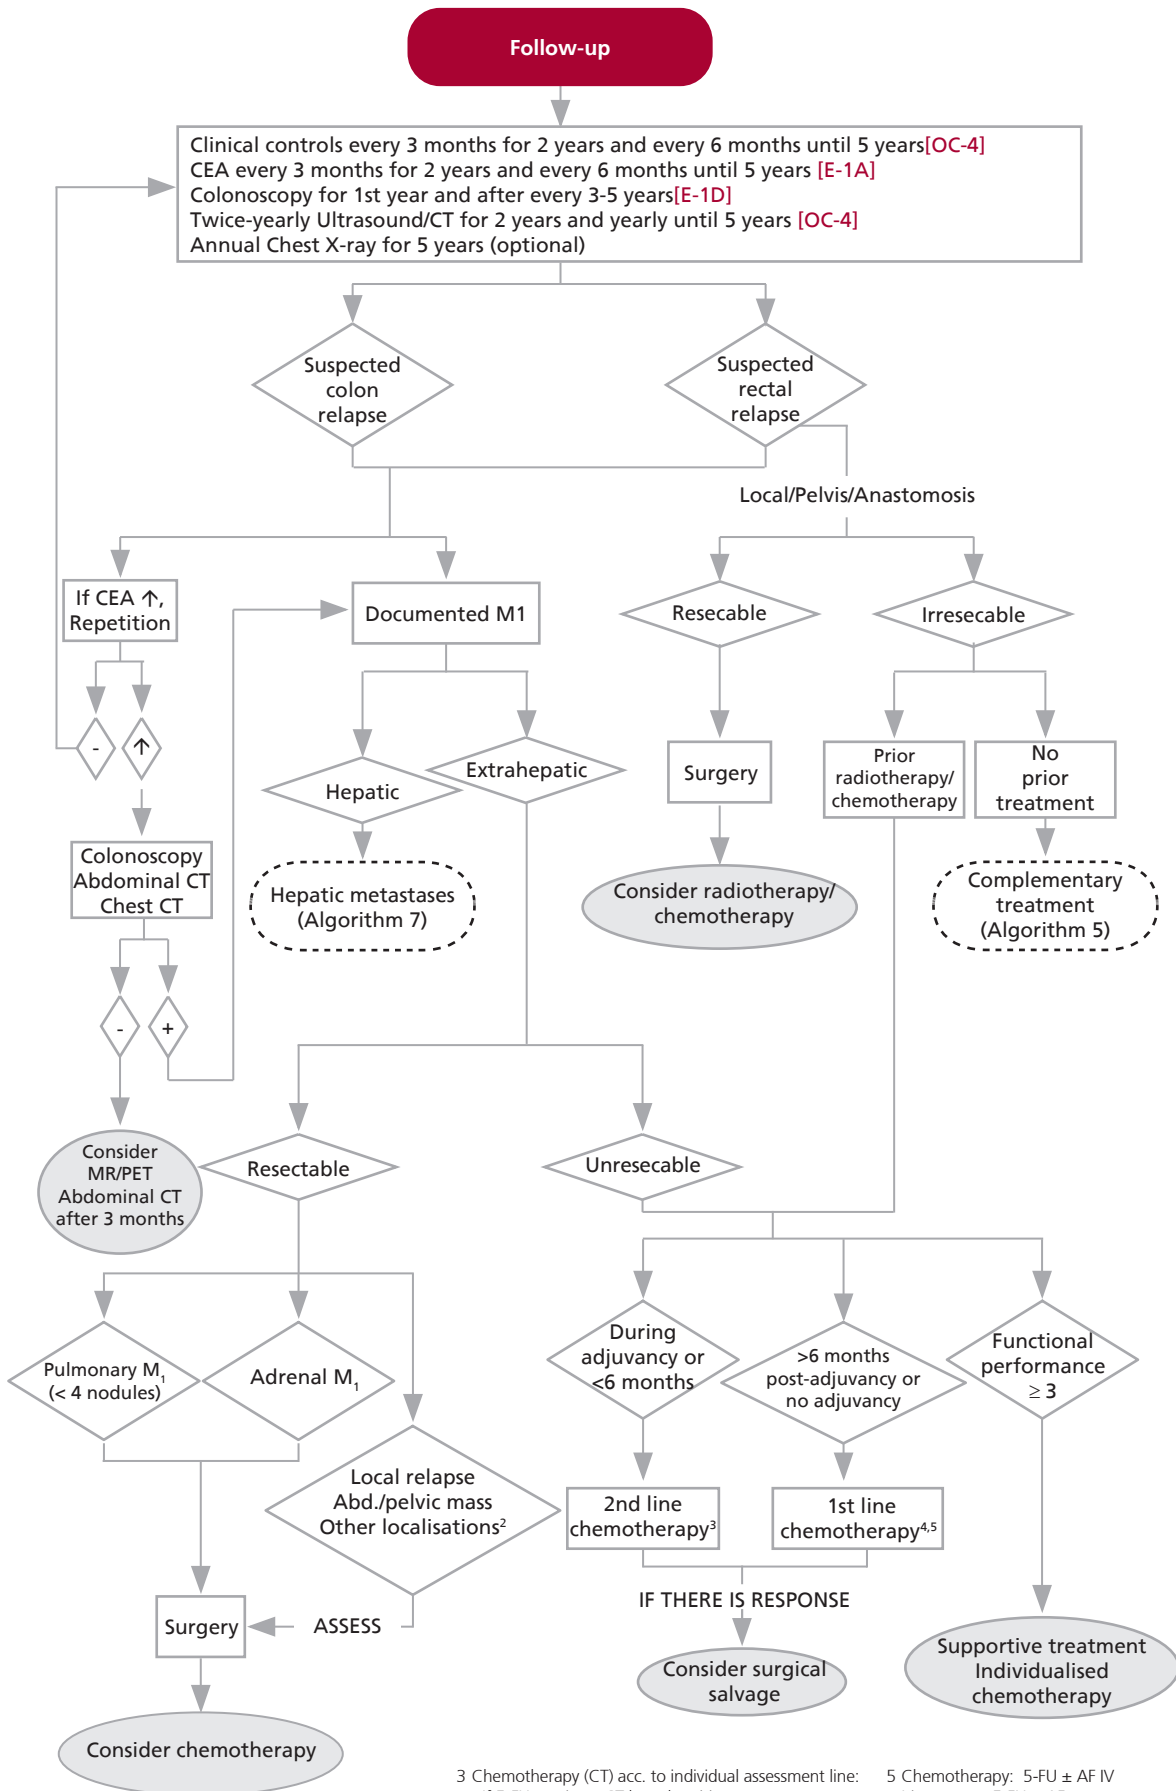 Follow-up
Clinical controls every 3 months for 2 years and every 6 months until 5 years[OC-4]
CEA every 3 months for 2 years and every 6 months until 5 years [E-1A]
Colonoscopy for 1st year and after every 3-5 years[E-1D]
Twice-yearly Ultrasound/CT for 2 years and yearly until 5 years [OC-4]
Annual Chest X-ray for 5 years (optional)
Suspected
colon
relapse
Suspected
rectal
relapse
Local/Pelvis/Anastomosis
If CEA ↑,
Repetition
Documented M1
Resecable
Irresecable
-
↑
Hepatic
Extrahepatic
Surgery
Prior
radiotherapy/
chemotherapy
No
prior
treatment
Colonoscopy
Abdominal CT
Chest CT
Hepatic metastases
(Algorithm 7)
Consider radiotherapy/
chemotherapy
Complementary
treatment
(Algorithm 5)
-
+
Consider
MR/PET
Abdominal CT
after 3 months
Resectable
Unresecable
Pulmonary M1
(< 4 nodules)
Adrenal M1
During
adjuvancy or
<6 months
>6 months
post-adjuvancy or
no adjuvancy
Functional
performance
≥ 3
Local relapse
Abd./pelvic mass
Other localisations2
2nd line
chemotherapy3
1st line
chemotherapy4,5
IF THERE IS RESPONSE
Surgery
ASSESS
Consider surgical
salvage
Supportive treatment
Individualised
chemotherapy
Consider chemotherapy
3 Chemotherapy (CT) acc. to individual assessment line:
5 Chemotherapy: 5-FU ± AF IV